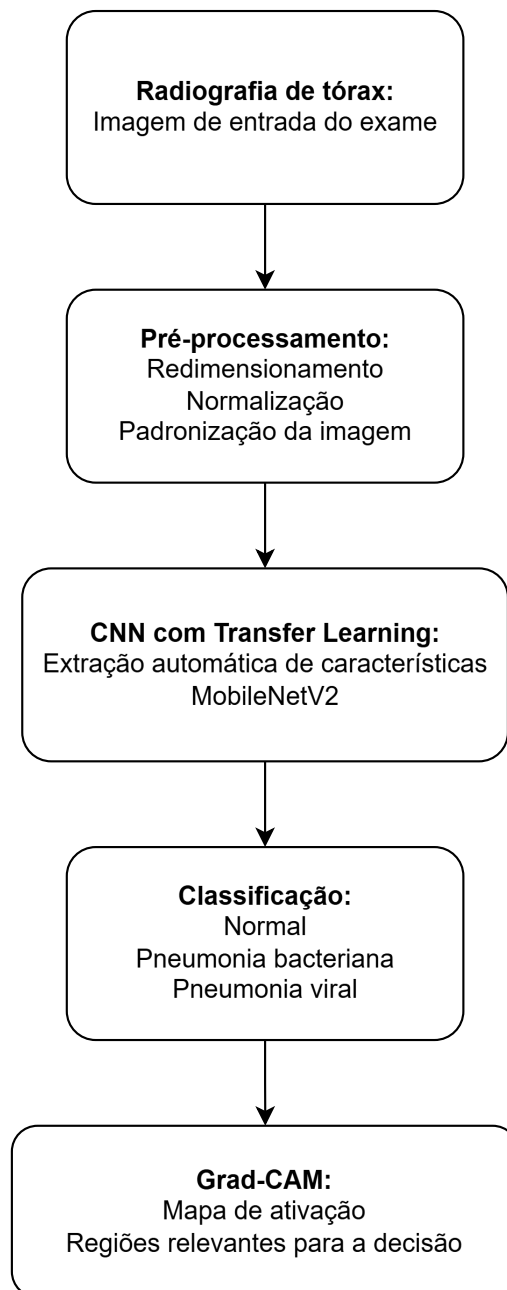 Radiografia de tórax:
Imagem de entrada do exame
Pré-processamento:
Redimensionamento
Normalização
Padronização da imagem
CNN com Transfer Learning:
Extração automática de características
MobileNetV2
Classificação:
Normal
Pneumonia bacteriana
Pneumonia viral
Grad-CAM:
Mapa de ativação
Regiões relevantes para a decisão